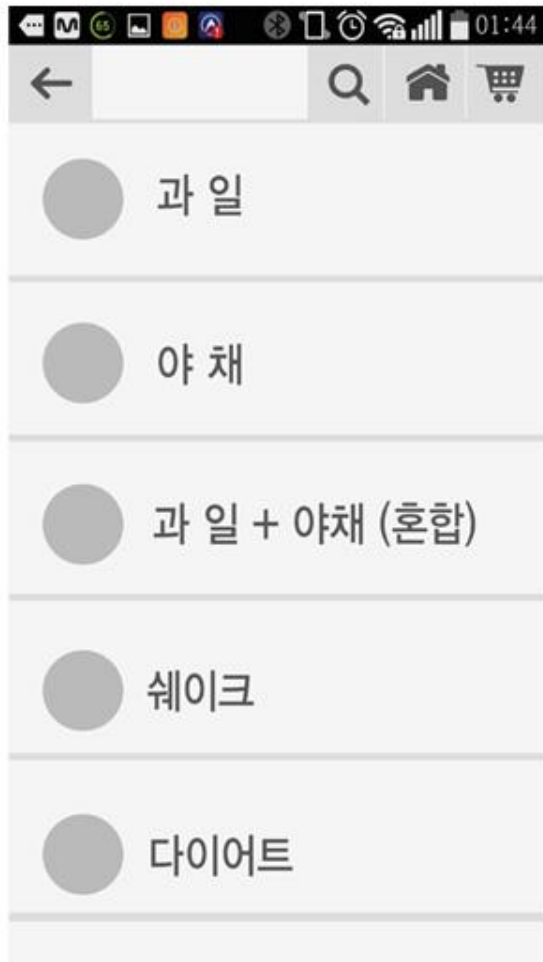 65 01:44
과 일
야 채
과 일 + 야채 (혼합)
쉐이크
다이어트